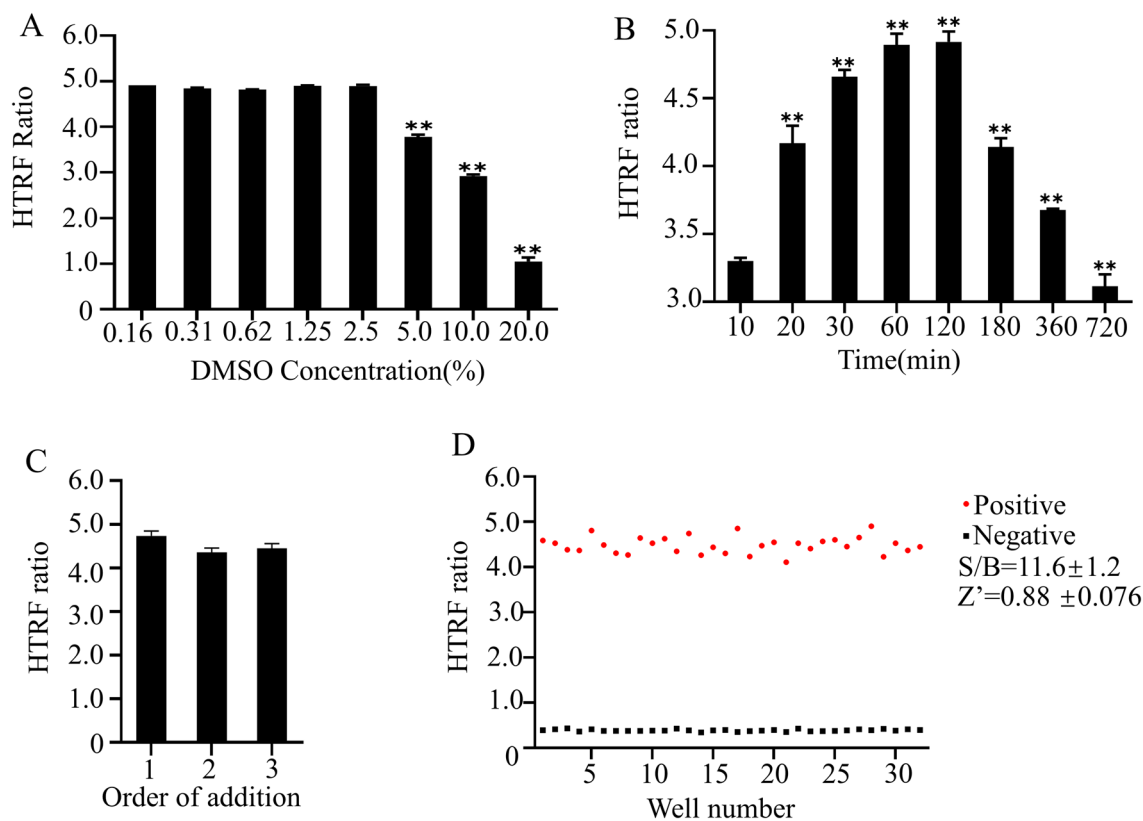 A
HTRF Ratio
6.0
5.0
4.0
3.0
2.0
1.0
0
** ** **
0.16 0.31 0.62 1.25 2.5 5.0 10.0 20.0
DMSO Concentration(%)
B
HTRF ratio
5.0
4.5
4.0
3.5
3.0
** ** ** ** ** ** **
10 20 30 60 120 180 360 720
Time(min)
C
HTRF ratio
6.0
5.0
4.0
3.0
2.0
1.0
0
1 2 3
Order of addition
D
HTRF ratio
6.0
5.0
4.0
3.0
2.0
1.0
0
5 10 15 20 25 30
Well number
Positive
Negative
S/B=11.6±1.2
Z’=0.88 ±0.076